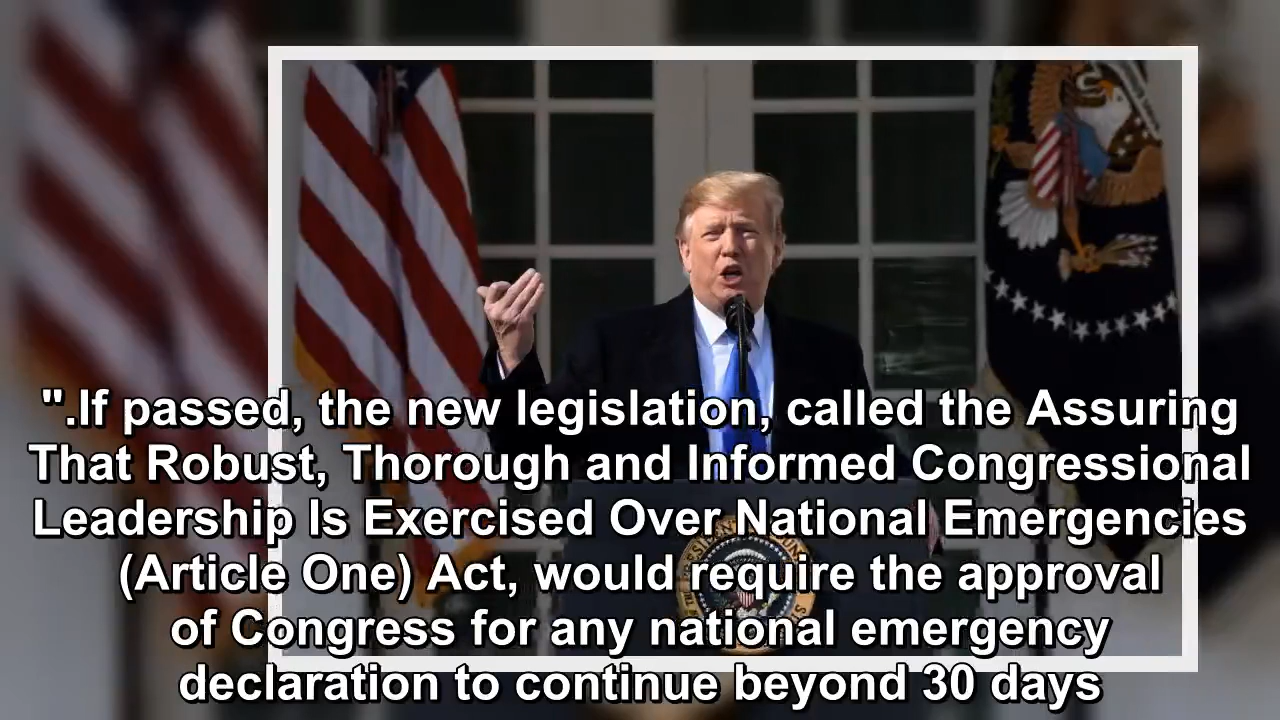 ".If passed, the new legislation, called the Assuring
That Robust, Thorough and Informed Congressional
Leadership Is Exercised Over National Emergencies
(Article One) Act, would require the approval
of Congress for any national emergency
declaration to continue beyond 30 days